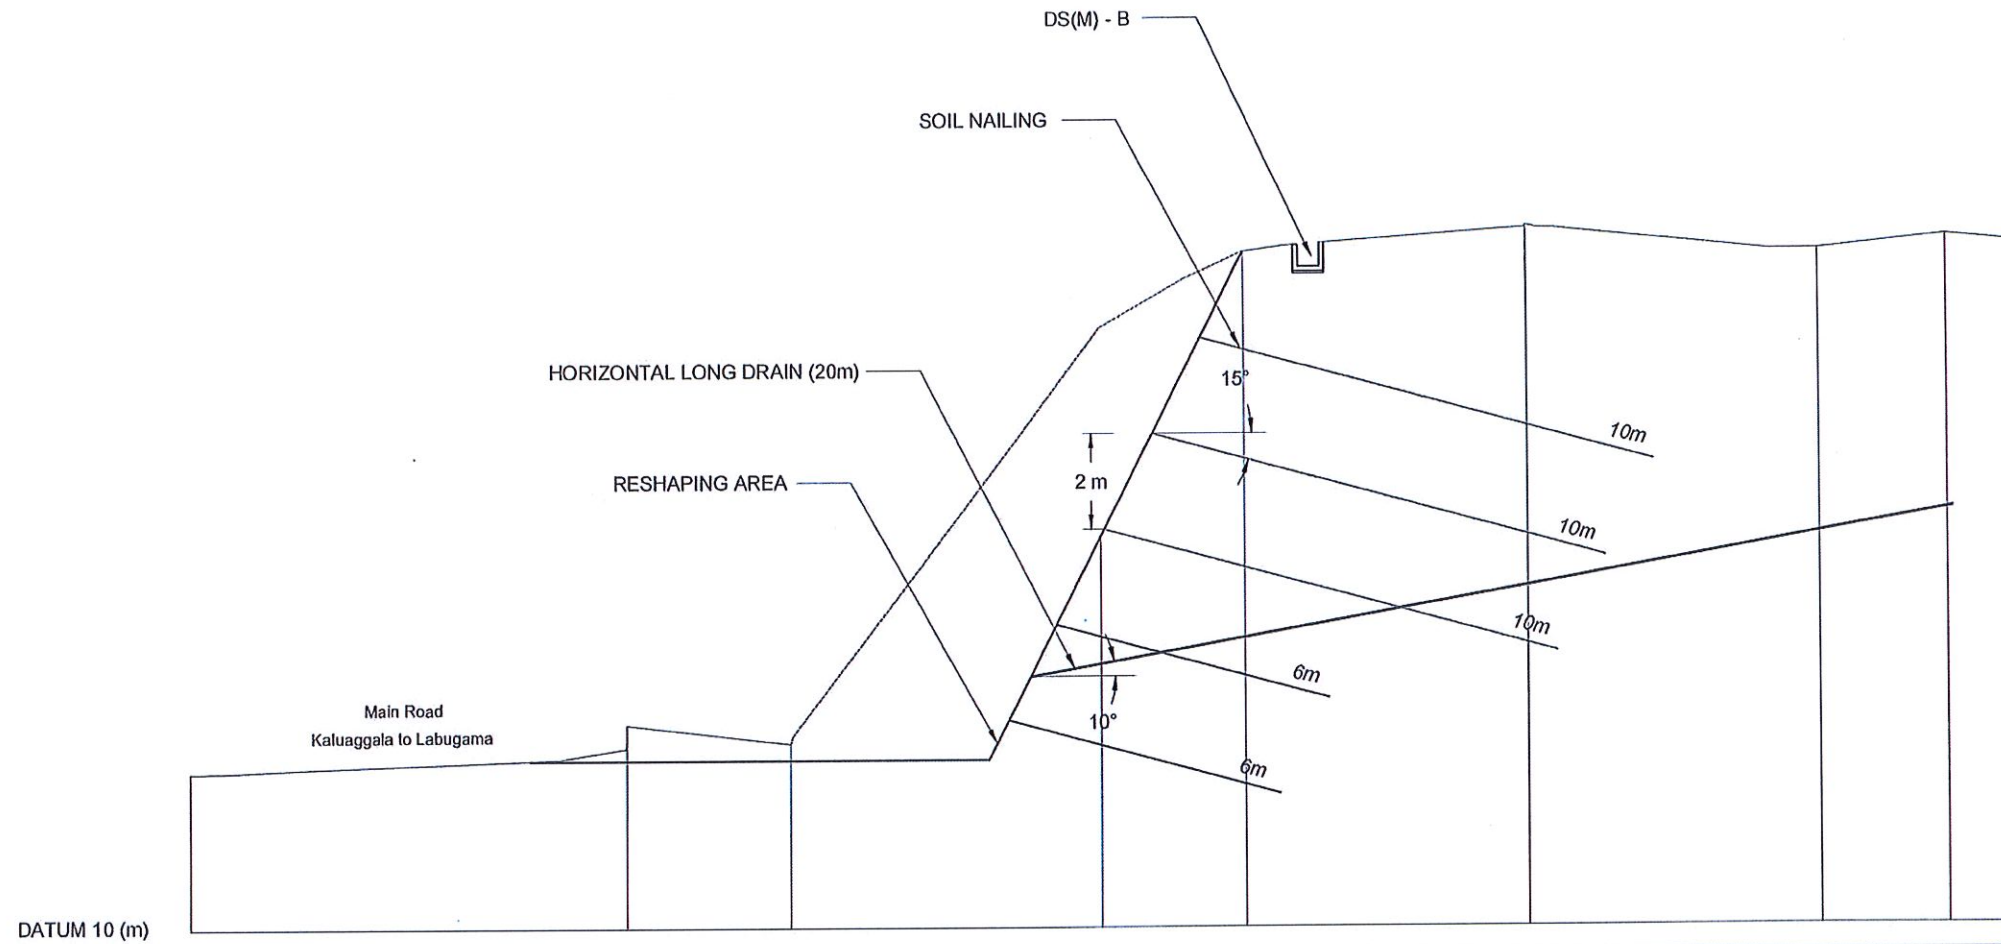 DS(M) - B
SOIL NAILING
HORIZONTAL LONG DRAIN (20m)
15°
10m
2 m
RESHAPING AREA
10m
10m
6m
Main Road
Kaluaggala to Labugama
10°
6m
DATUM 10 (m)